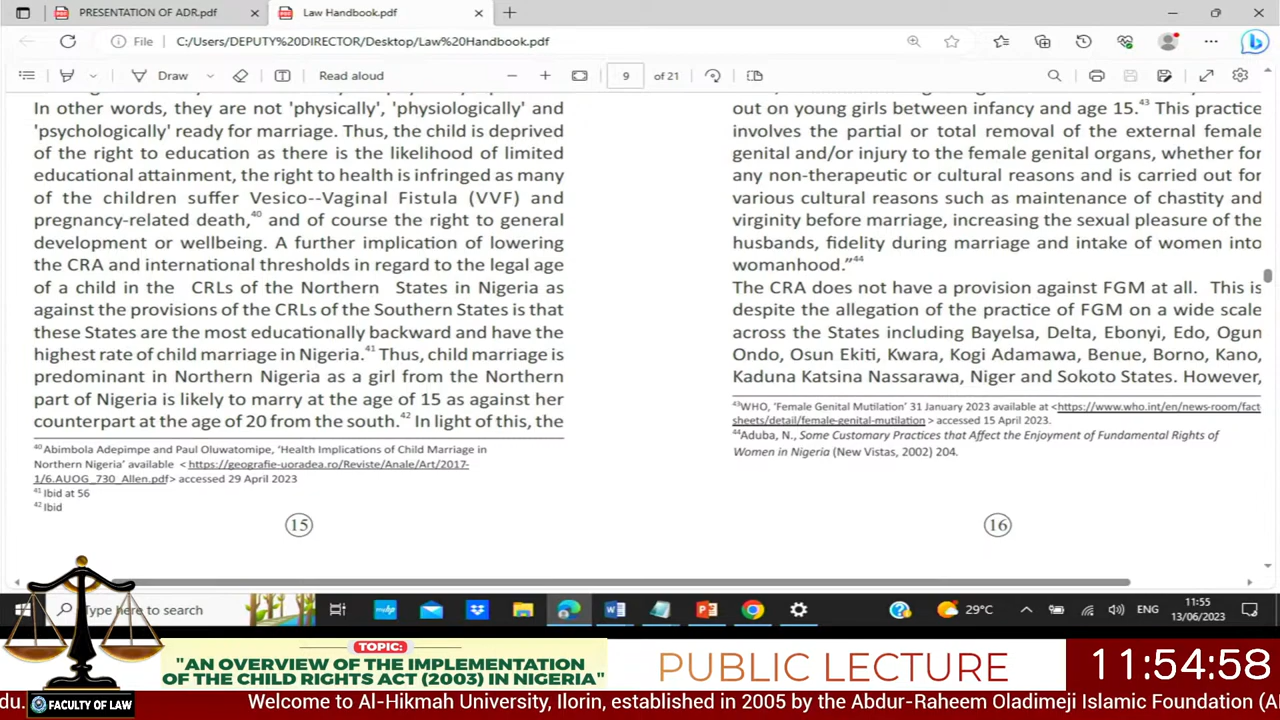 PRESENTATION OF ADR.pdf
Law Handbook.pdf
File
C:/Users/DEPUTY%20DIRECTOR/Desktop/Law%20Handbook.pdf
Draw
Read aloud
9
of 21
In other words, they are not 'physically', 'physiologically' and
'psychologically' ready for marriage. Thus, the child is deprived
of the right to education as there is the likelihood of limited
educational attainment, the right to health is infringed as many
of the children suffer Vesico--Vaginal Fistula (VVF) and
pregnancy-related death,40 and of course the right to general
development or wellbeing. A further implication of lowering
the CRA and international thresholds in regard to the legal age
of a child in the CRLs of the Northern States in Nigeria as
against the provisions of the CRLs of the Southern States is that
these States are the most educationally backward and have the
highest rate of child marriage in Nigeria.41 Thus, child marriage is
predominant in Northern Nigeria as a girl from the Northern
part of Nigeria is likely to marry at the age of 15 as against her
counterpart at the age of 20 from the south.42 In light of this, the
40Abimbola Adepimpe and Paul Oluwatomipe, 'Health Implications of Child Marriage in
Northern Nigeria' available < https://geografie-uoradea.ro/Reviste/Anale/Art/2017-
1/6.AUOG_730_Allen.pdf> accessed 29 April 2023
41 Ibid at 56
42 Ibid
15
out on young girls between infancy and age 15.43 This practice
involves the partial or total removal of the external female
genital and/or injury to the female genital organs, whether for
any non-therapeutic or cultural reasons and is carried out for
various cultural reasons such as maintenance of chastity and
virginity before marriage, increasing the sexual pleasure of the
husbands, fidelity during marriage and intake of women into
womanhood."44
The CRA does not have a provision against FGM at all. This is
despite the allegation of the practice of FGM on a wide scale
across the States including Bayelsa, Delta, Ebonyi, Edo, Ogun
Ondo, Osun Ekiti, Kwara, Kogi Adamawa, Benue, Borno, Kano,
Kaduna Katsina Nassarawa, Niger and Sokoto States. However,
43WHO, 'Female Genital Mutilation' 31 January 2023 available at <https://www.who.int/en/news-room/fact
sheets/detail/female-genital-mutilation > accessed 15 April 2023.
44Aduba, N., Some Customary Practices that Affect the Enjoyment of Fundamental Rights of
Women in Nigeria (New Vistas, 2002) 204.
16
Type here to search
29°C
ENG
11:55
13/06/2023
TOPIC:
"AN OVERVIEW OF THE IMPLEMENTATION
OF THE CHILD RIGHTS ACT (2003) IN NIGERIA"
PUBLIC LECTURE
11:54:58
du.
FACULTY OF LAW
Welcome to Al-Hikmah University, Ilorin, established in 2005 by the Abdur-Raheem Oladimeji Islamic Foundation (A